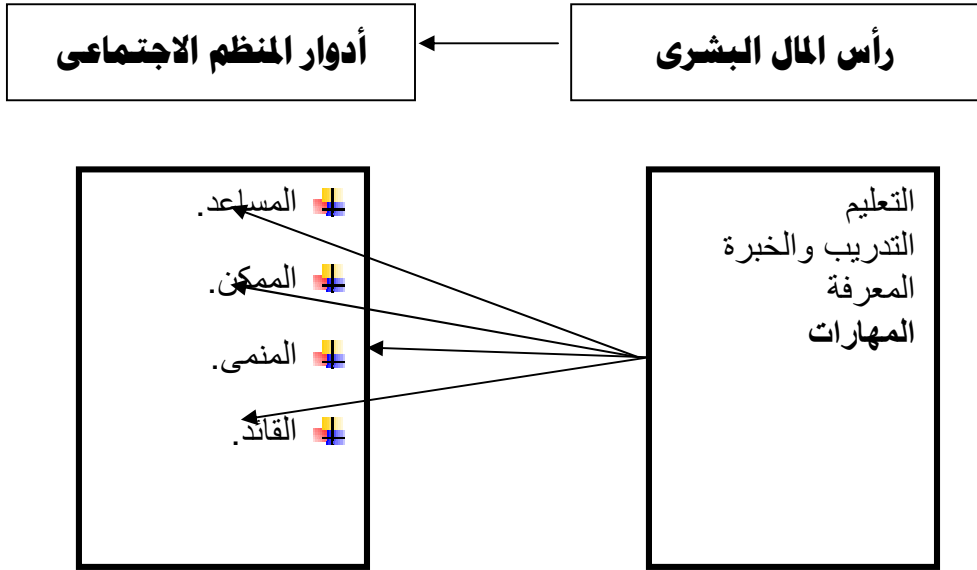 رأس المال البشرى
أدوار المنظم الاجتماعى
التعليم
التدريب والخبرة
المعرفة
المهارات
المساعد.
الممكن.
المنمى.
القائد.